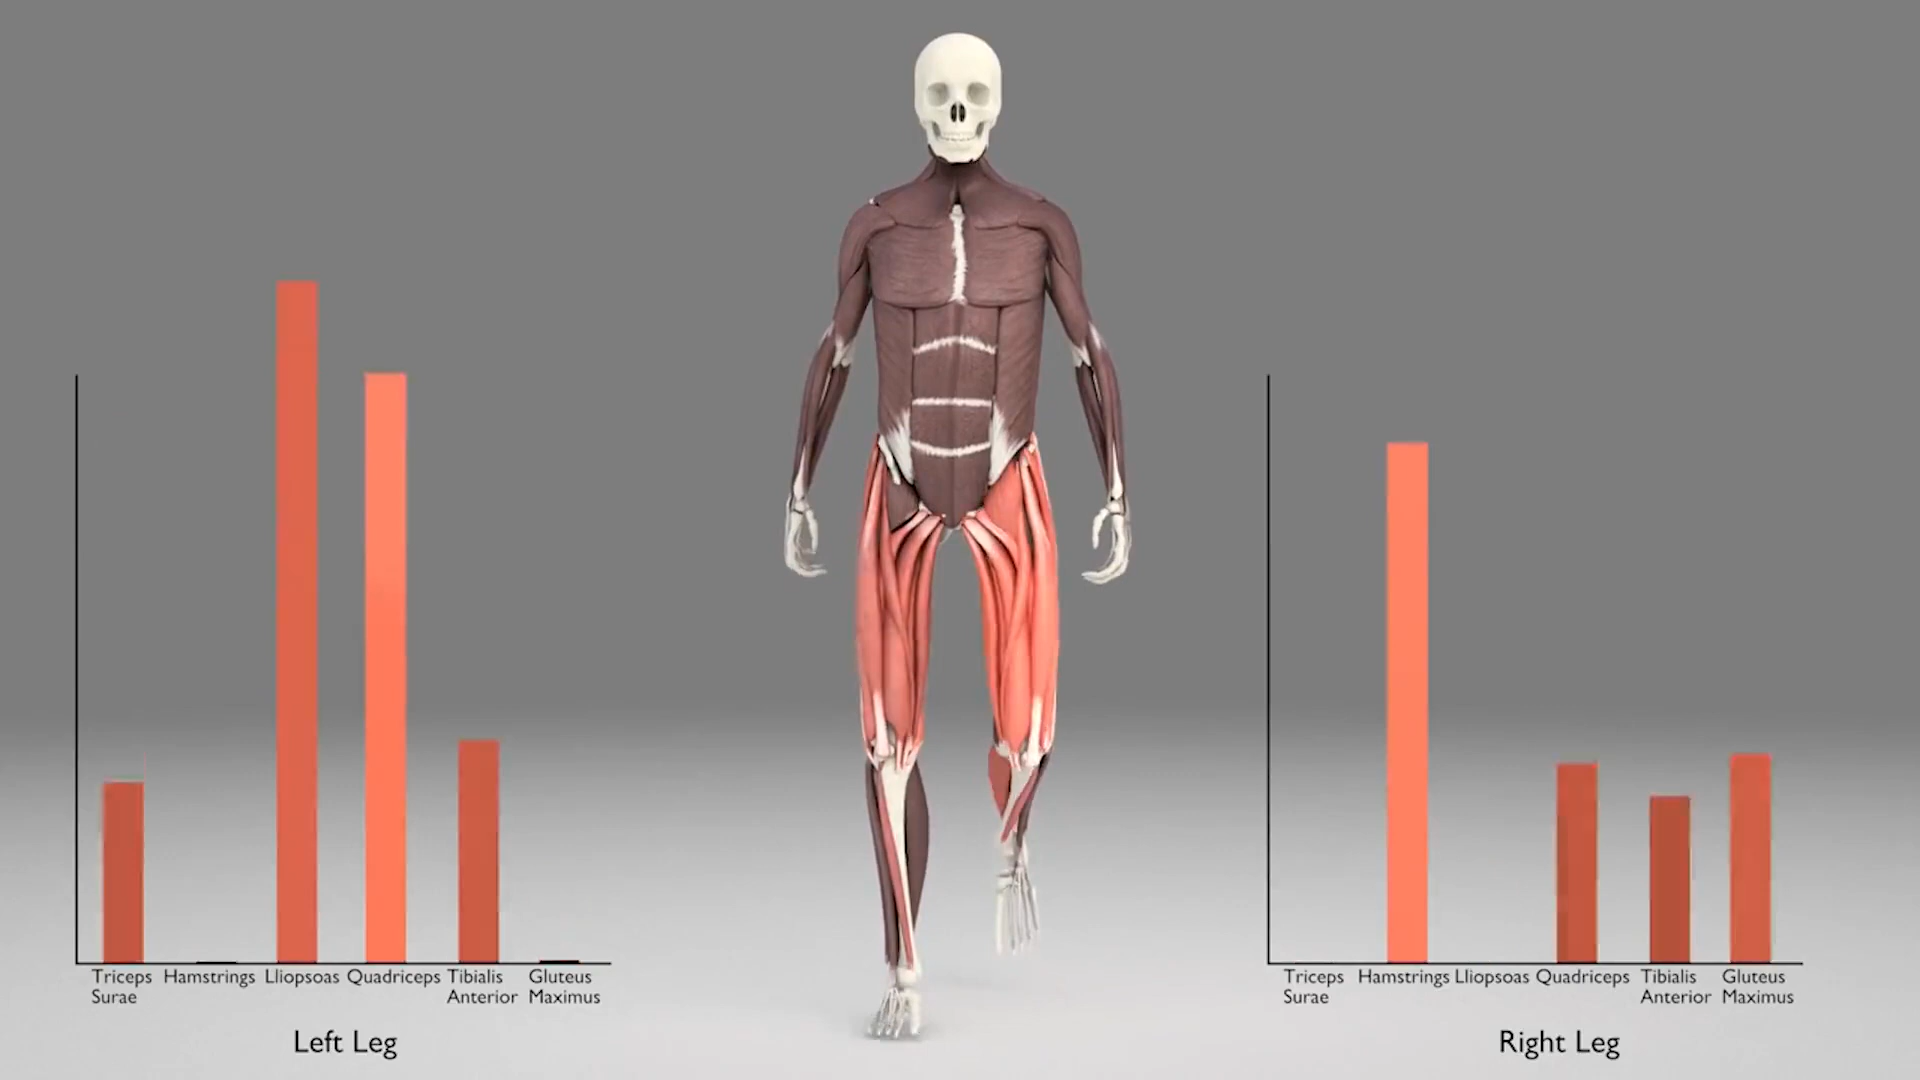 Triceps Surae
Hamstrings
Lliopsoas
Quadriceps
Tibialis Anterior
Gluteus Maximus
Left Leg
Triceps Surae
Hamstrings
Lliopsoas
Quadriceps
Tibialis Anterior
Gluteus Maximus
Right Leg